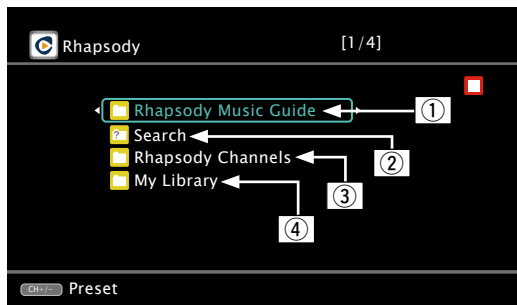 Rhapsody [1/4]
Rhapsody Music Guide ①
? Search ②
Rhapsody Channels ③
My Library ④
CH+/- Preset